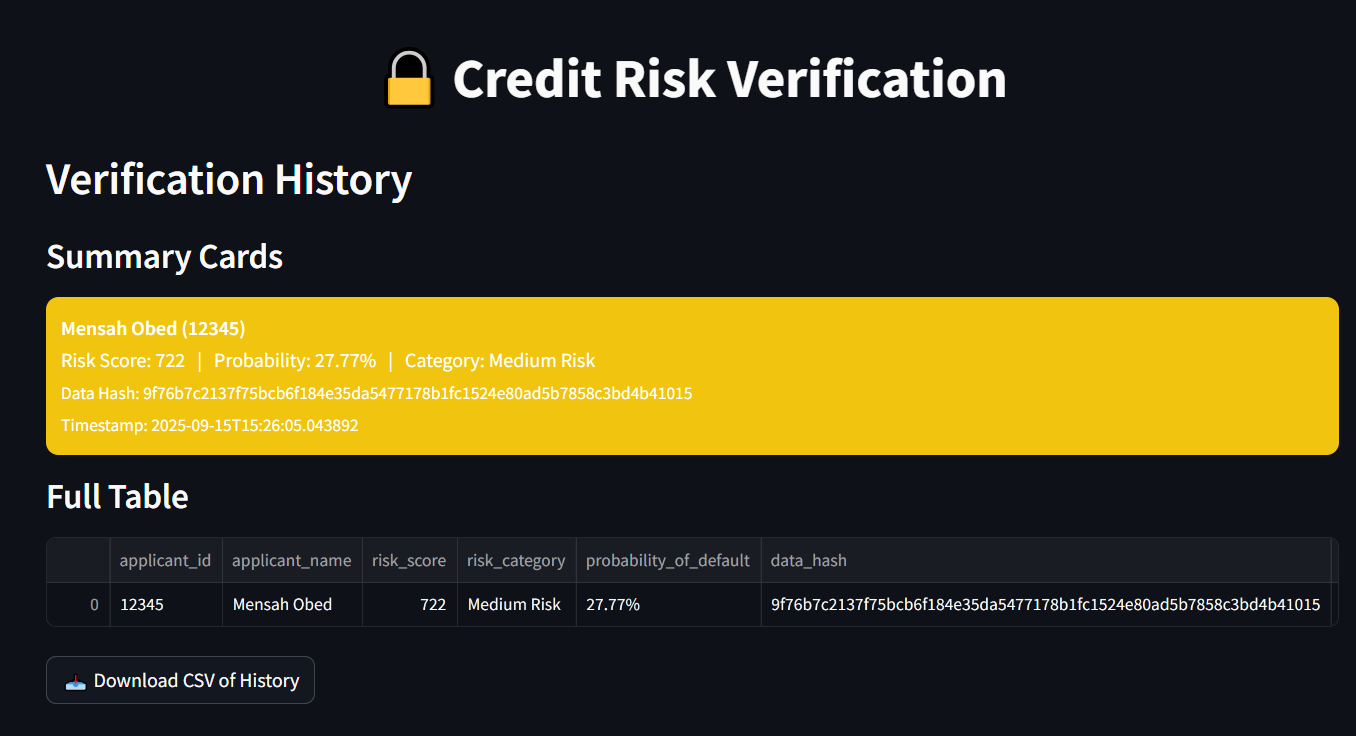 Credit Risk Verification
Verification History
Summary Cards
Mensah Obed (12345)
Risk Score: 722 | Probability: 27.77% | Category: Medium Risk
Data Hash: 9f76b7c2137f75bcb6f184e35da5477178b1fc1524e80ad5b7858c3bd4b41015
Timestamp: 2025-09-15T15:26:05.043892
Full Table
applicant_id applicant_name risk_score risk_category probability_of_default data_hash
0 12345 Mensah Obed 722 Medium Risk 27.77% 9f76b7c2137f75bcb6f184e35da5477178b1fc1524e80ad5b7858c3bd4b41015
Download CSV of History